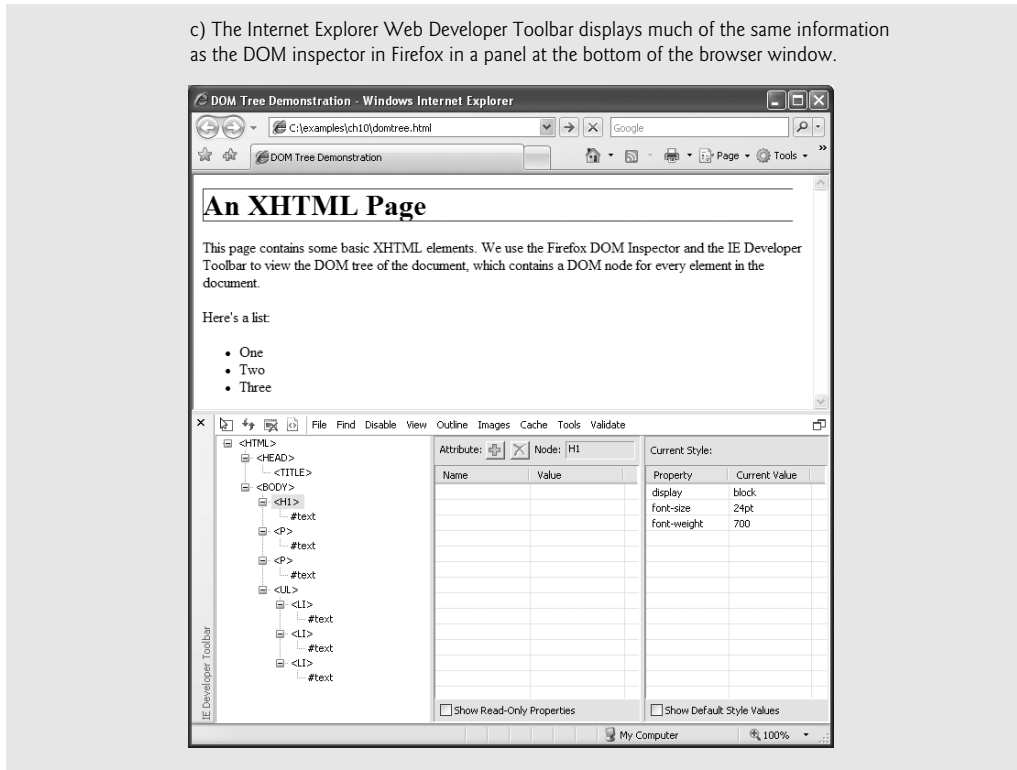 c) The Internet Explorer Web Developer Toolbar displays much of the same information
as the DOM inspector in Firefox in a panel at the bottom of the browser window.
DOM Tree Demonstration - Windows Internet Explorer
C:\examples\ch10\domtree.html
Google
DOM Tree Demonstration
Page
Tools
An XHTML Page
This page contains some basic XHTML elements. We use the Firefox DOM Inspector and the IE Developer
Toolbar to view the DOM tree of the document, which contains a DOM node for every element in the
document.
Here's a list:
One
Two
Three
File Find Disable View Outline Images Cache Tools Validate
<HTML>
<HEAD>
<TITLE>
<BODY>
<H1>
#text
<P>
#text
<P>
#text
<UL>
<LI>
#text
<LI>
#text
<LI>
#text
IE Developer Toolbar
Attribute: Node: H1
Name Value
Show Read-Only Properties
Current Style:
Property Current Value
display block
font-size 24pt
font-weight 700
Show Default Style Values
My Computer
100%